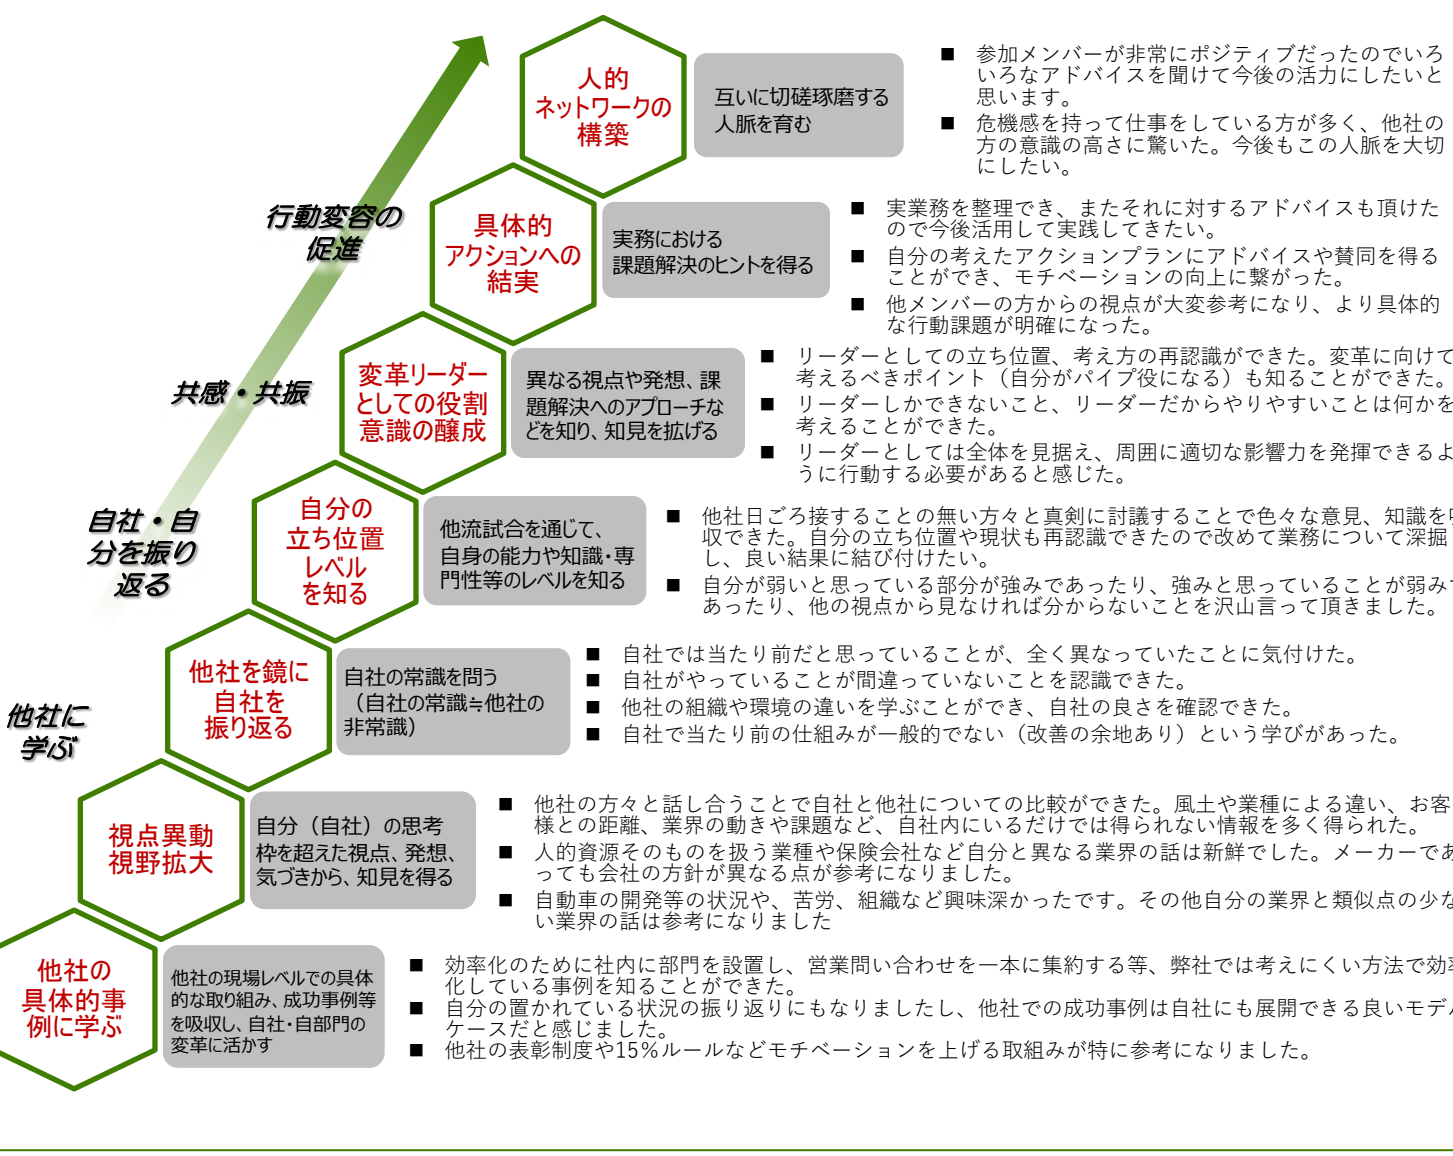 人的
ネットワークの
構築
互いに切磋琢磨する
人脈を育む
■ 参加メンバーが非常にポジティブだったのでいろ
いろなアドバイスを聞けて今後の活力にしたいと
思います。
■ 危機感を持って仕事をしている方が多く、他社の
方の意識の高さに驚いた。今後もこの人脈を大切
にしたい。
行動変容の
促進
具体的
アクションへの
結実
実務における
課題解決のヒントを得る
■ 実業務を整理でき、またそれに対するアドバイスも頂けた
ので今後活用して実践してきたい。
■ 自分の考えたアクションプランにアドバイスや賛同を得る
ことができ、モチベーションの向上に繋がった。
■ 他メンバーの方からの視点が大変参考になり、より具体的
な行動課題が明確になった。
共感・共振
変革リーダー
としての役割
意識の醸成
異なる視点や発想、課
題解決へのアプローチな
どを知り、知見を拡げる
■ リーダーとしての立ち位置、考え方の再認識ができた。変革に向けて
考えるべきポイント（自分がパイプ役になる）も知ることができた。
■ リーダーしかできないこと、リーダーだからやりやすいことは何かを
考えることができた。
■ リーダーとしては全体を見据え、周囲に適切な影響力を発揮できるよ
うに行動する必要があると感じた。
自社・自
分を振り
返る
自分の
立ち位置
レベル
を知る
他流試合を通じて、
自身の能力や知識・専
門性等のレベルを知る
■ 他社日ごろ接することの無い方々と真剣に討議することで色々な意見、知識を
収できた。自分の立ち位置や現状も再認識できたので改めて業務について深掘
し、良い結果に結び付けたい。
■ 自分が弱いと思っている部分が強みであったり、強みと思っていることが弱み
あったり、他の視点から見なければ分からないことを沢山言って頂きました。
他社に
学ぶ
他社を鏡に
自社を
振り返る
自社の常識を問う
（自社の常識≒他社の
非常識）
■ 自社では当たり前だと思っていることが、全く異なっていたことに気付けた。
■ 自社がやっていることが間違っていないことを認識できた。
■ 他社の組織や環境の違いを学ぶことができ、自社の良さを確認できた。
■ 自社で当たり前の仕組みが一般的でない（改善の余地あり）という学びがあった。
視点異動
視野拡大
自分（自社）の思考
枠を超えた視点、発想、
気づきから、知見を得る
■ 他社の方々と話し合うことで自社と他社についての比較ができた。風土や業種による違い、お客
様との距離、業界の動きや課題など、自社内にいるだけでは得られない情報を多く得られた。
■ 人的資源そのものを扱う業種や保険会社など自分と異なる業界の話は新鮮でした。メーカーであ
っても会社の方針が異なる点が参考になりました。
■ 自動車の開発等の状況や、苦労、組織など興味深かったです。その他自分の業界と類似点の少な
い業界の話は参考になりました
他社の
具体的事
例に学ぶ
他社の現場レベルでの具体
的な取り組み、成功事例等
を吸収し、自社・自部門の
変革に活かす
■ 効率化のために社内に部門を設置し、営業問い合わせを一本に集約する等、弊社では考えにくい方法で効率
化している事例を知ることができた。
■ 自分の置かれている状況の振り返りにもなりましたし、他社での成功事例は自社にも展開できる良いモデル
ケースだと感じました。
■ 他社の表彰制度や15%ルールなどモチベーションを上げる取組みが特に参考になりました。